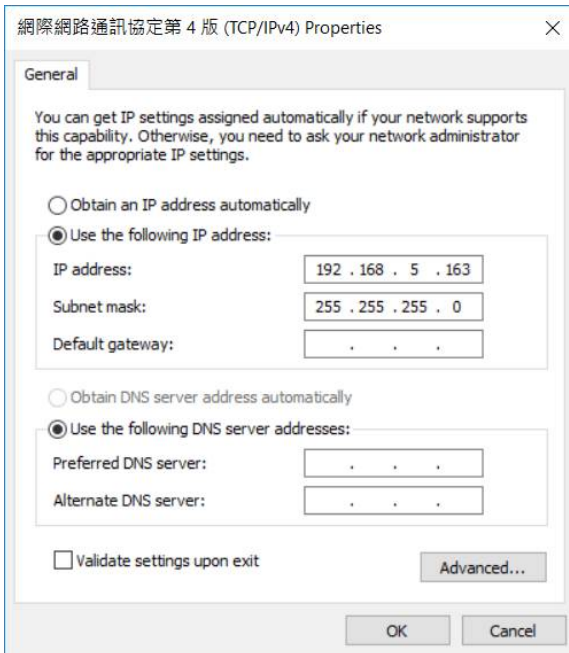 網際網路通訊協定第 4 版 (TCP/IPv4) Properties
General
You can get IP settings assigned automatically if your network supports
this capability. Otherwise, you need to ask your network administrator
for the appropriate IP settings.
Obtain an IP address automatically
Use the following IP address:
IP address: 192 . 168 . 5 . 163
Subnet mask: 255 . 255 . 255 . 0
Default gateway: . . .
Obtain DNS server address automatically
Use the following DNS server addresses:
Preferred DNS server: . . .
Alternate DNS server: . . .
Validate settings upon exit
Advanced...
OK Cancel